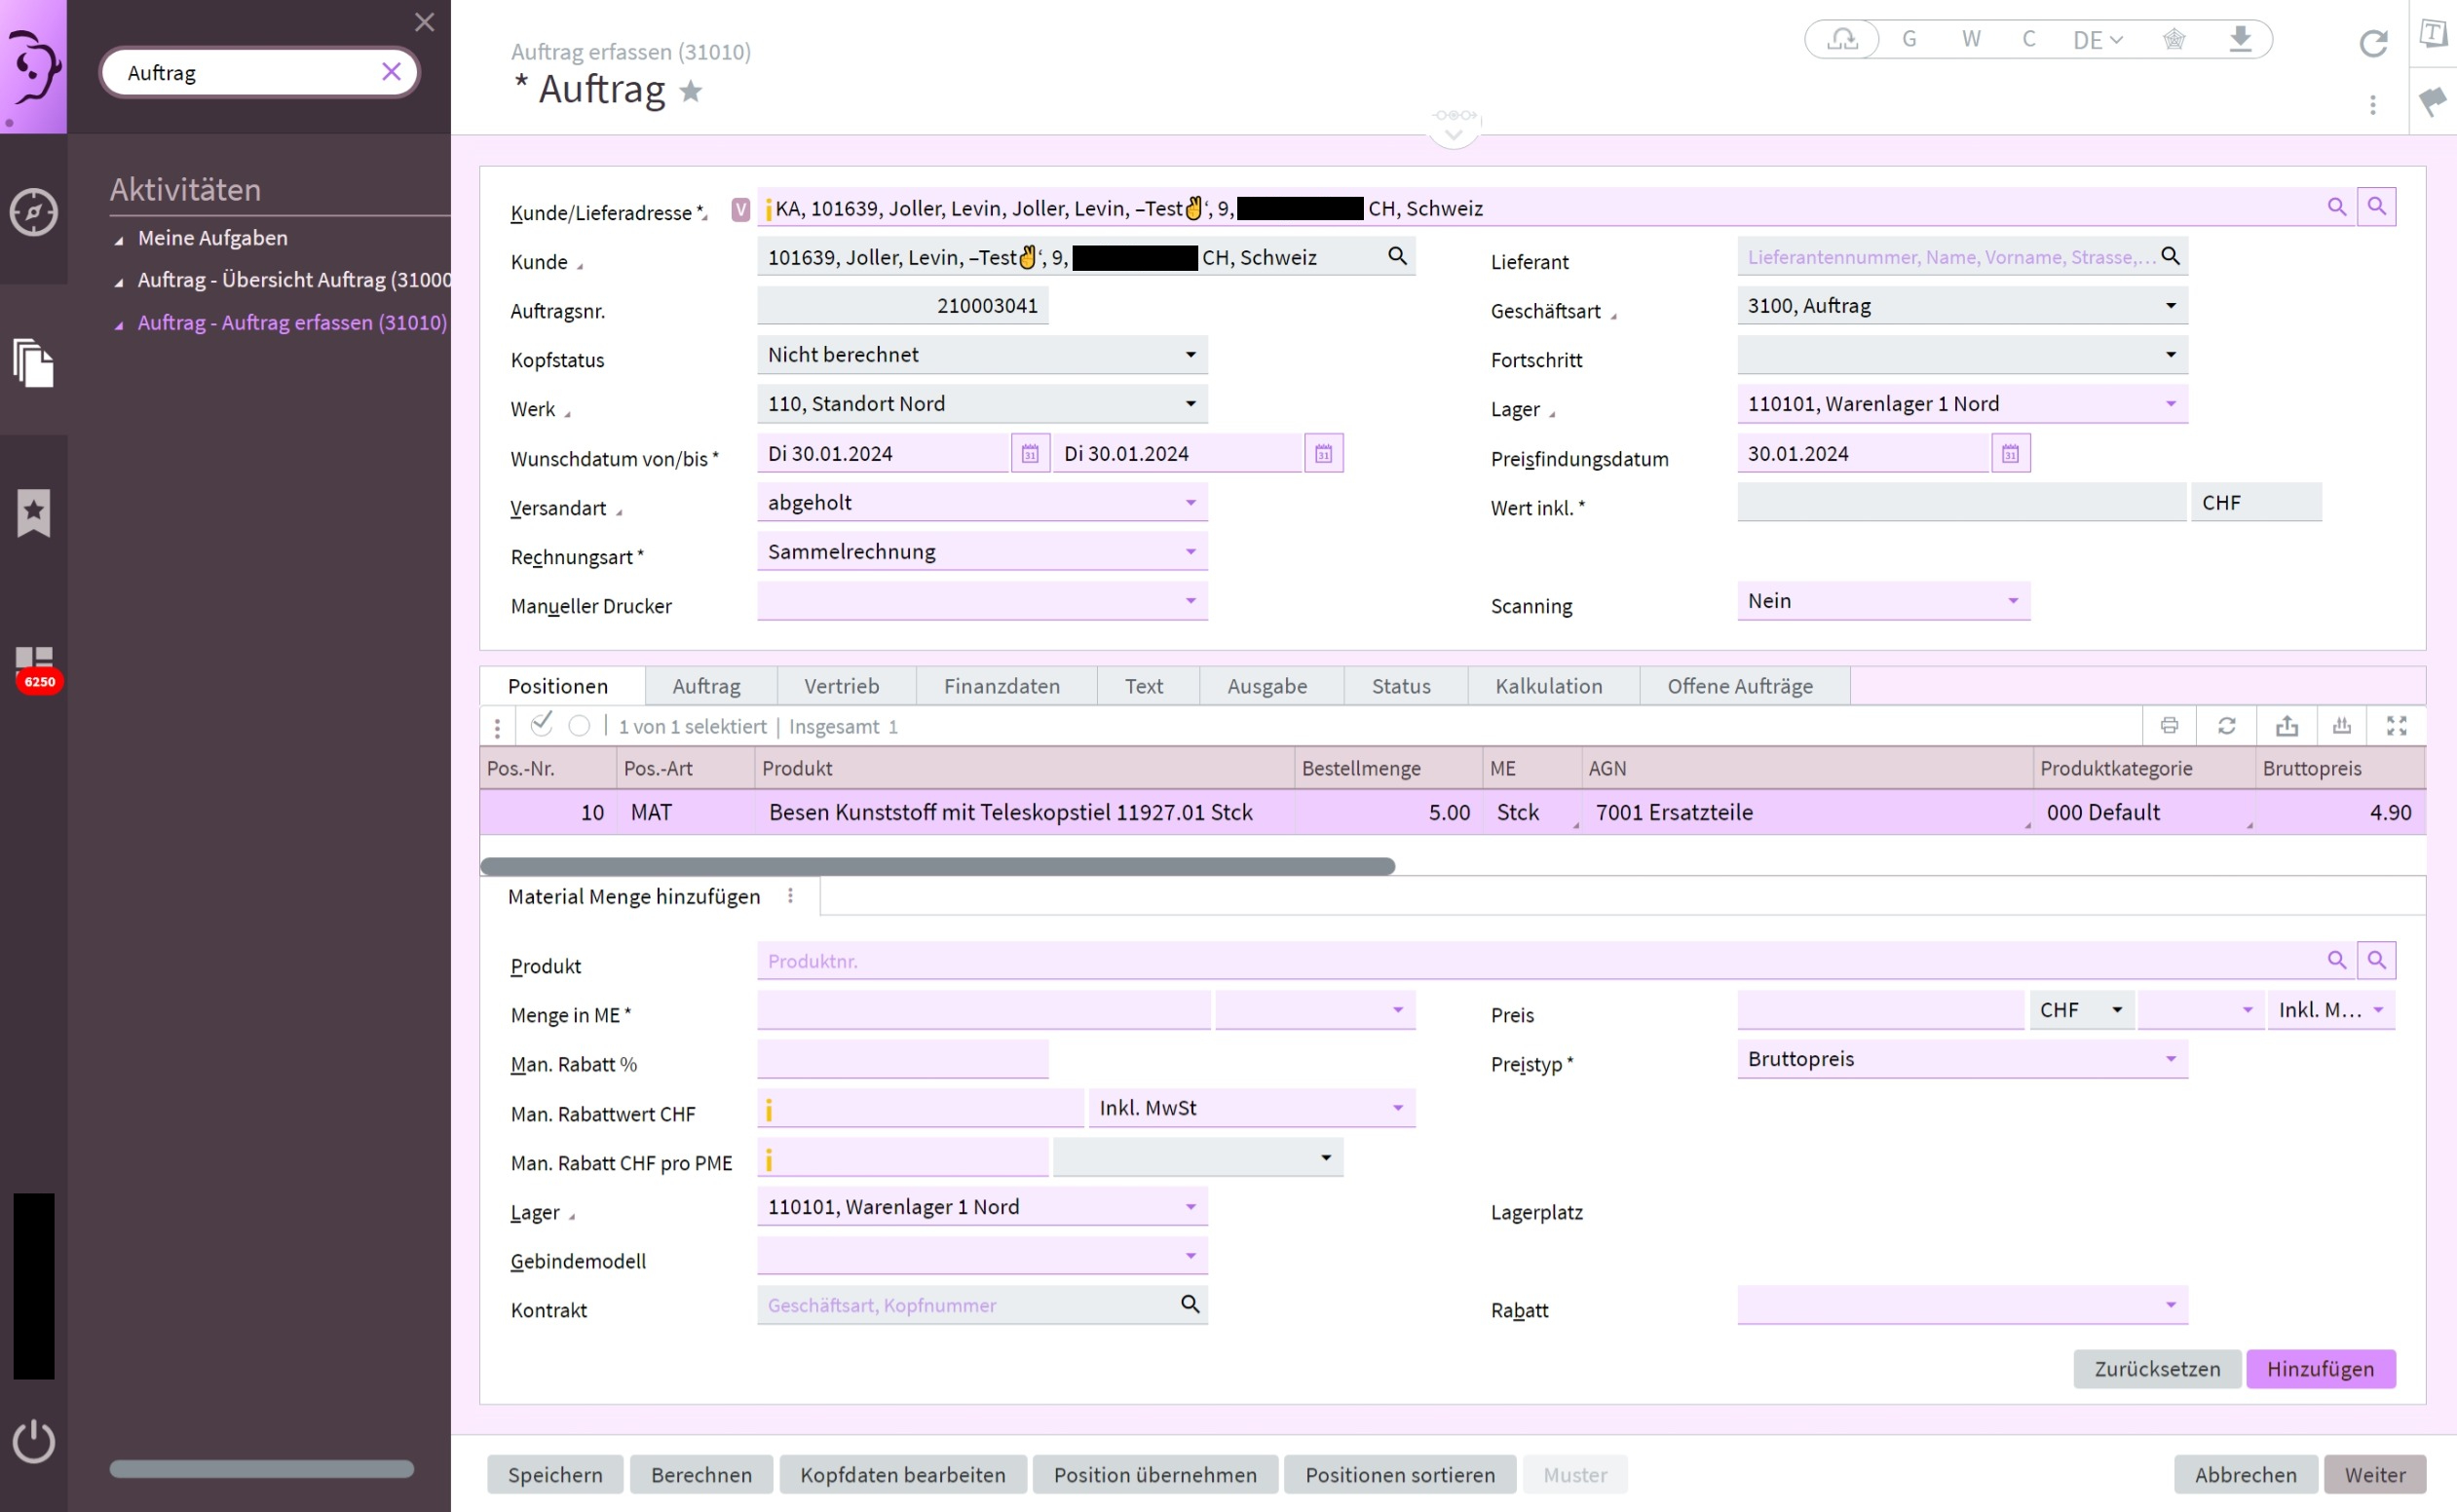 Auftrag
Aktivitäten
Meine Aufgaben
Auftrag - Übersicht Auftrag (31000
Auftrag - Auftrag erfassen (31010)
6250
Auftrag erfassen (31010)
* Auftrag
G W C DE
T
Kunde/Lieferadresse * V KA, 101639, Joller, Levin, Joller, Levin, –Test✌‘, 9, CH, Schweiz
Kunde 101639, Joller, Levin, –Test✌‘, 9, CH, Schweiz Lieferant Lieferantennummer, Name, Vorname, Strasse,...
Auftragsnr. 210003041 Geschäftsart 3100, Auftrag
Kopfstatus Nicht berechnet Fortschritt
Werk 110, Standort Nord Lager 110101, Warenlager 1 Nord
Wunschdatum von/bis * Di 30.01.2024 31 Di 30.01.2024 31 Preisfindungsdatum 30.01.2024 31
Versandart abgeholt Wert inkl. * CHF
Rechnungsart * Sammelrechnung
Manueller Drucker Scanning Nein
Positionen Auftrag Vertrieb Finanzdaten Text Ausgabe Status Kalkulation Offene Aufträge
1 von 1 selektiert | Insgesamt 1
Pos.-Nr. Pos.-Art Produkt Bestellmenge ME AGN Produktkategorie Bruttopreis
10 MAT Besen Kunststoff mit Teleskopstiel 11927.01 Stck 5.00 Stck 7001 Ersatzteile 000 Default 4.90
Material Menge hinzufügen
Produkt Produktnr.
Menge in ME * Preis CHF Inkl. M...
Man. Rabatt % Preistyp * Bruttopreis
Man. Rabattwert CHF Inkl. MwSt
Man. Rabatt CHF pro PME
Lager 110101, Warenlager 1 Nord Lagerplatz
Gebindemodell
Kontrakt Geschäftsart, Kopfnummer Rabatt
Zurücksetzen Hinzufügen
Speichern Berechnen Kopfdaten bearbeiten Position übernehmen Positionen sortieren Muster Abbrechen Weiter